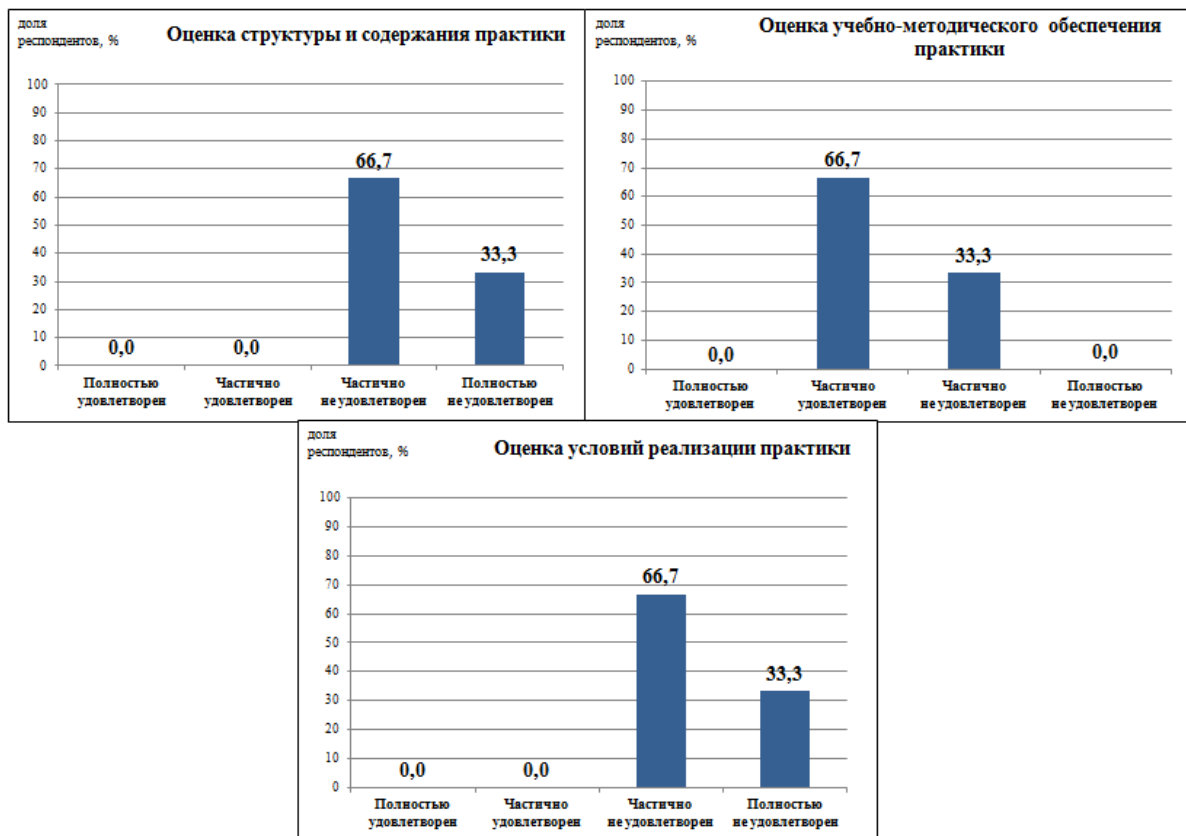 доля
респондентов, %
Оценка структуры и содержания практики
100
90
80
70
60
50
40
30
20
10
0
0,0
0,0
66,7
33,3
Полностью
удовлетворен
Частично
удовлетворен
Частично
не удовлетворен
Полностью
не удовлетворен
доля
респондентов, %
Оценка учебно-методического обеспечения
практики
100
90
80
70
60
50
40
30
20
10
0
0,0
66,7
33,3
0,0
Полностью
удовлетворен
Частично
удовлетворен
Частично
не удовлетворен
Полностью
не удовлетворен
доля
респондентов, %
Оценка условий реализации практики
100
90
80
70
60
50
40
30
20
10
0
0,0
0,0
66,7
33,3
Полностью
удовлетворен
Частично
удовлетворен
Частично
не удовлетворен
Полностью
не удовлетворен